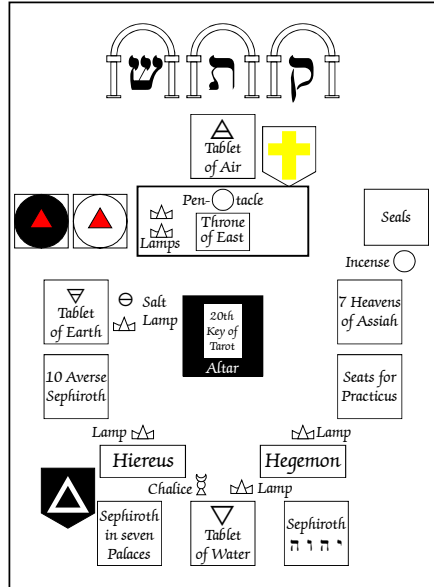 ש ת ק
Tablet
of Air
Pen- tacle
Throne
of East
Lamps
Seals
Incense
Tablet
of Earth
Salt
Lamp
20th
Key of
Tarot
Altar
7 Heavens
of Assiah
10 Averse
Sephiroth
Seats for
Practicus
Lamp
Lamp
Hiereus
Hegemon
Chalice
Lamp
Sephiroth
in seven
Palaces
Tablet
of Water
Sephiroth
יהוה